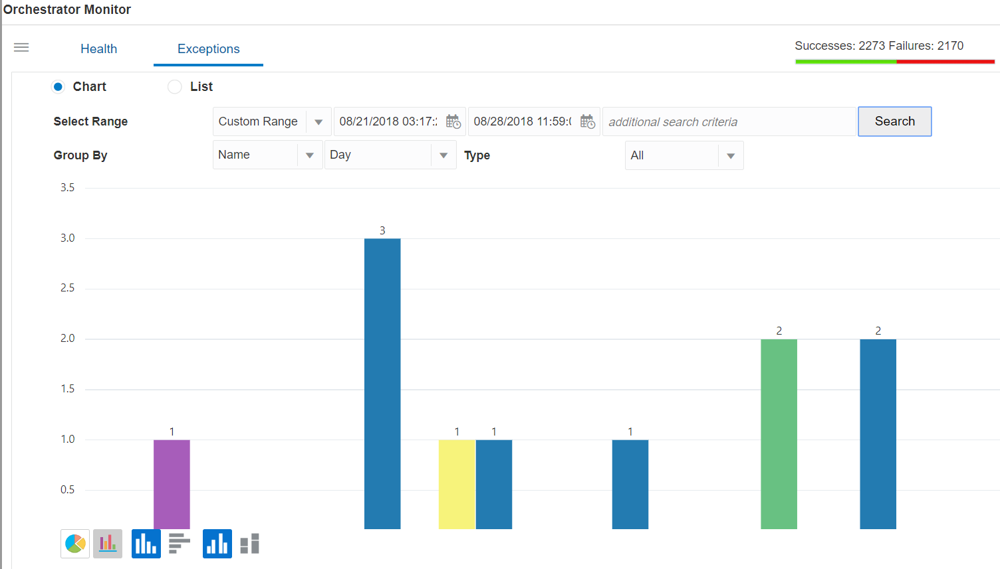 Orchestrator Monitor
Health Exceptions Successes: 2273 Failures: 2170
Chart List
Select Range Custom Range 08/21/2018 03:17: 08/28/2018 11:59: additional search criteria Search
Group By Name Day Type All
3.5
3
3.0
2.5
2 2
2.0
1.5
1 1 1 1
1.0
0.5